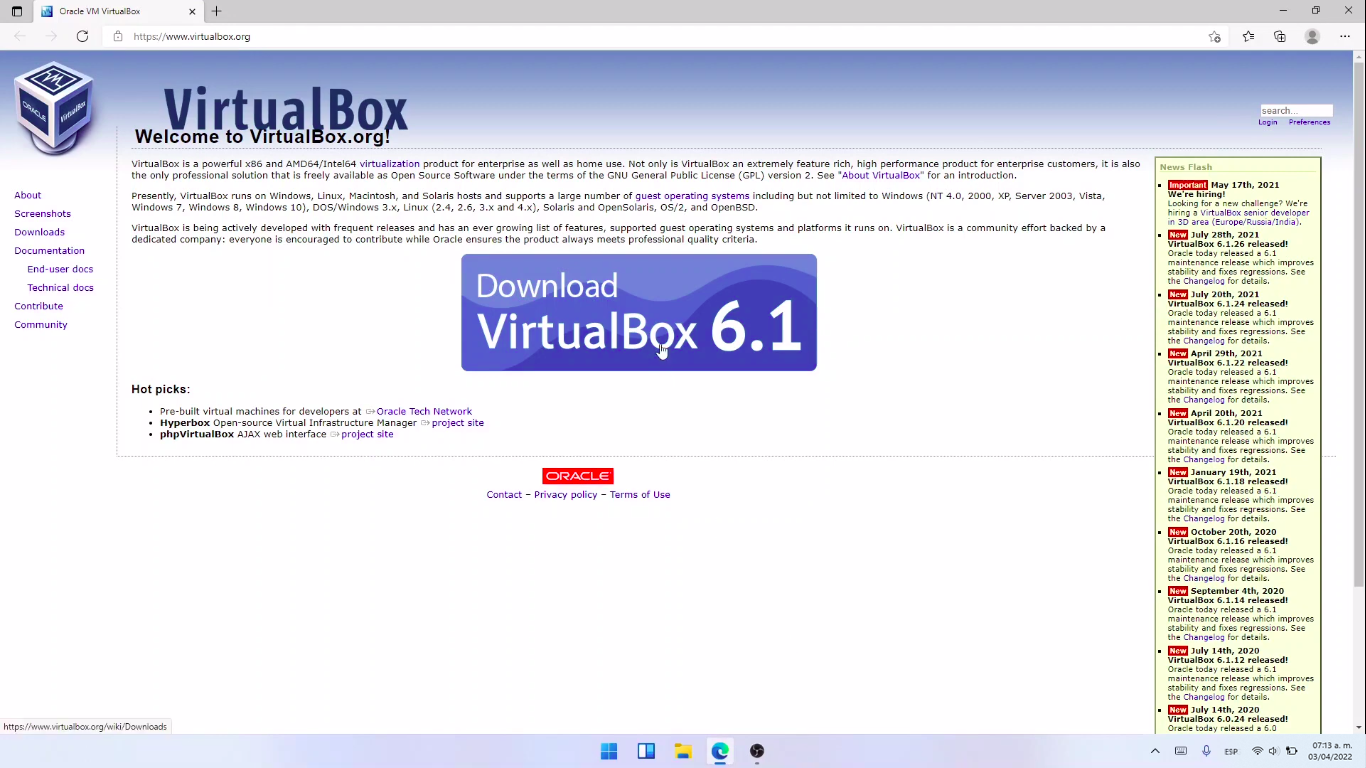 Oracle VM VirtualBox
https://www.virtualbox.org
VM
ORACLE
VirtualBox
VirtualBox
search...
Login Preferences
Welcome to VirtualBox.org!
VirtualBox is a powerful x86 and AMD64/Intel64 virtualization product for enterprise as well as home use. Not only is VirtualBox an extremely feature rich, high performance product for enterprise customers, it is also
the only professional solution that is freely available as Open Source Software under the terms of the GNU General Public License (GPL) version 2. See "About VirtualBox" for an introduction.
Presently, VirtualBox runs on Windows, Linux, Macintosh, and Solaris hosts and supports a large number of guest operating systems including but not limited to Windows (NT 4.0, 2000, XP, Server 2003, Vista,
Windows 7, Windows 8, Windows 10), DOS/Windows 3.x, Linux (2.4, 2.6, 3.x and 4.x), Solaris and OpenSolaris, OS/2, and OpenBSD.
VirtualBox is being actively developed with frequent releases and has an ever growing list of features, supported guest operating systems and platforms it runs on. VirtualBox is a community effort backed by a
dedicated company: everyone is encouraged to contribute while Oracle ensures the product always meets professional quality criteria.
About
Screenshots
Downloads
Documentation
End-user docs
Technical docs
Contribute
Community
Download
VirtualBox 6.1
Hot picks:
Pre-built virtual machines for developers at Oracle Tech Network
Hyperbox Open-source Virtual Infrastructure Manager project site
phpVirtualBox AJAX web interface project site
ORACLE
Contact – Privacy policy – Terms of Use
News Flash
Important May 17th, 2021
We're hiring!
Looking for a new challenge? We're
hiring a VirtualBox senior developer
in 3D area (Europe/Russia/India).
New July 28th, 2021
VirtualBox 6.1.26 released!
Oracle today released a 6.1
maintenance release which improves
stability and fixes regressions. See
the Changelog for details.
New July 20th, 2021
VirtualBox 6.1.24 released!
Oracle today released a 6.1
maintenance release which improves
stability and fixes regressions. See
the Changelog for details.
New April 29th, 2021
VirtualBox 6.1.22 released!
Oracle today released a 6.1
maintenance release which improves
stability and fixes regressions. See
the Changelog for details.
New April 20th, 2021
VirtualBox 6.1.20 released!
Oracle today released a 6.1
maintenance release which improves
stability and fixes regressions. See
the Changelog for details.
New January 19th, 2021
VirtualBox 6.1.18 released!
Oracle today released a 6.1
maintenance release which improves
stability and fixes regressions. See
the Changelog for details.
New October 20th, 2020
VirtualBox 6.1.16 released!
Oracle today released a 6.1
maintenance release which improves
stability and fixes regressions. See
the Changelog for details.
New September 4th, 2020
VirtualBox 6.1.14 released!
Oracle today released a 6.1
maintenance release which improves
stability and fixes regressions. See
the Changelog for details.
New July 14th, 2020
VirtualBox 6.1.12 released!
Oracle today released a 6.1
maintenance release which improves
stability and fixes regressions. See
the Changelog for details.
New July 14th, 2020
VirtualBox 6.0.24 released!
Oracle today released a 6.0
https://www.virtualbox.org/wiki/Downloads
ESP
07:13 a. m.
03/04/2022